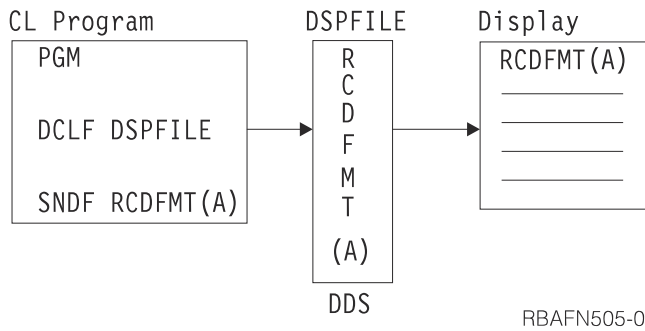 CL Program
PGM
DCLF DSPFILE
SNDF RCDFMT(A)
DSPFILE
R
C
D
F
M
T
(A)
DDS
Display
RCDFMT(A)
RBAFN505-0